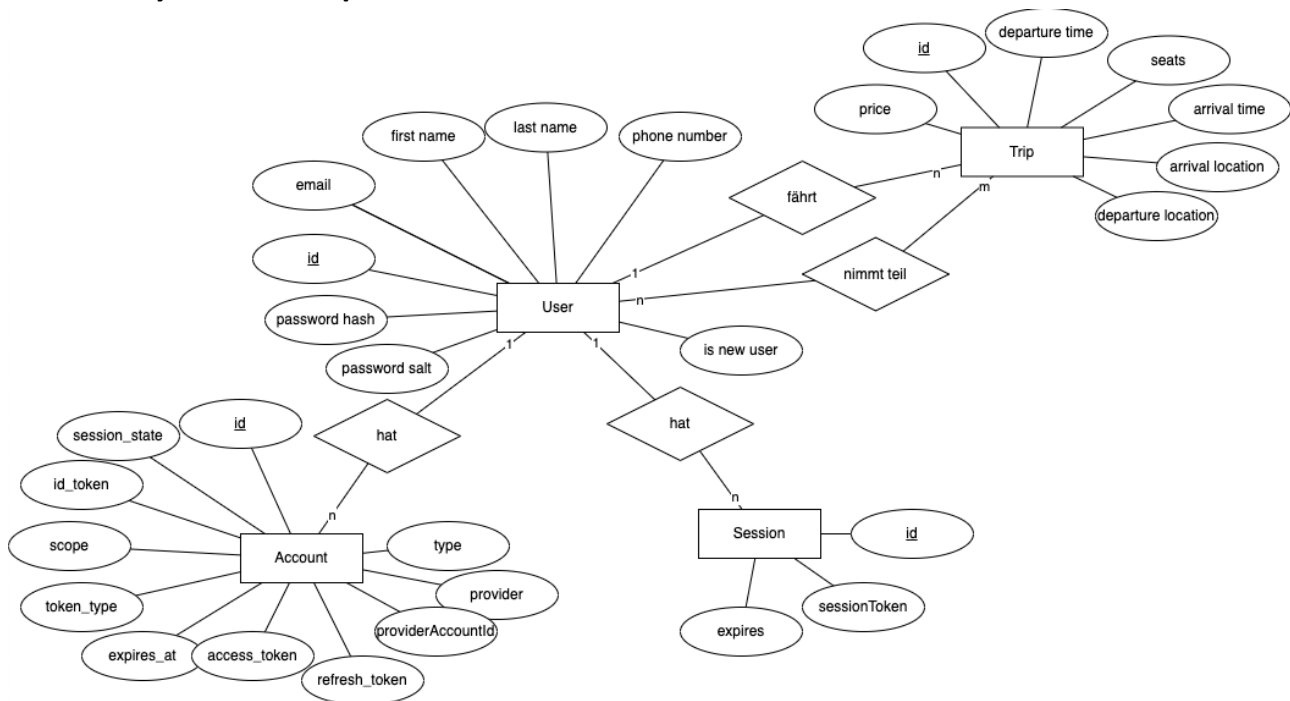 id
departure time
seats
price
arrival time
first name
last name
phone number
Trip
arrival location
email
fährt
n
m
departure location
id
1
nimmt teil
User
n
password hash
1
1
is new user
password salt
id
session_state
hat
hat
id_token
n
n
scope
Account
type
Session
id
token_type
provider
sessionToken
providerAccountId
expires
expires_at
access_token
refresh_token